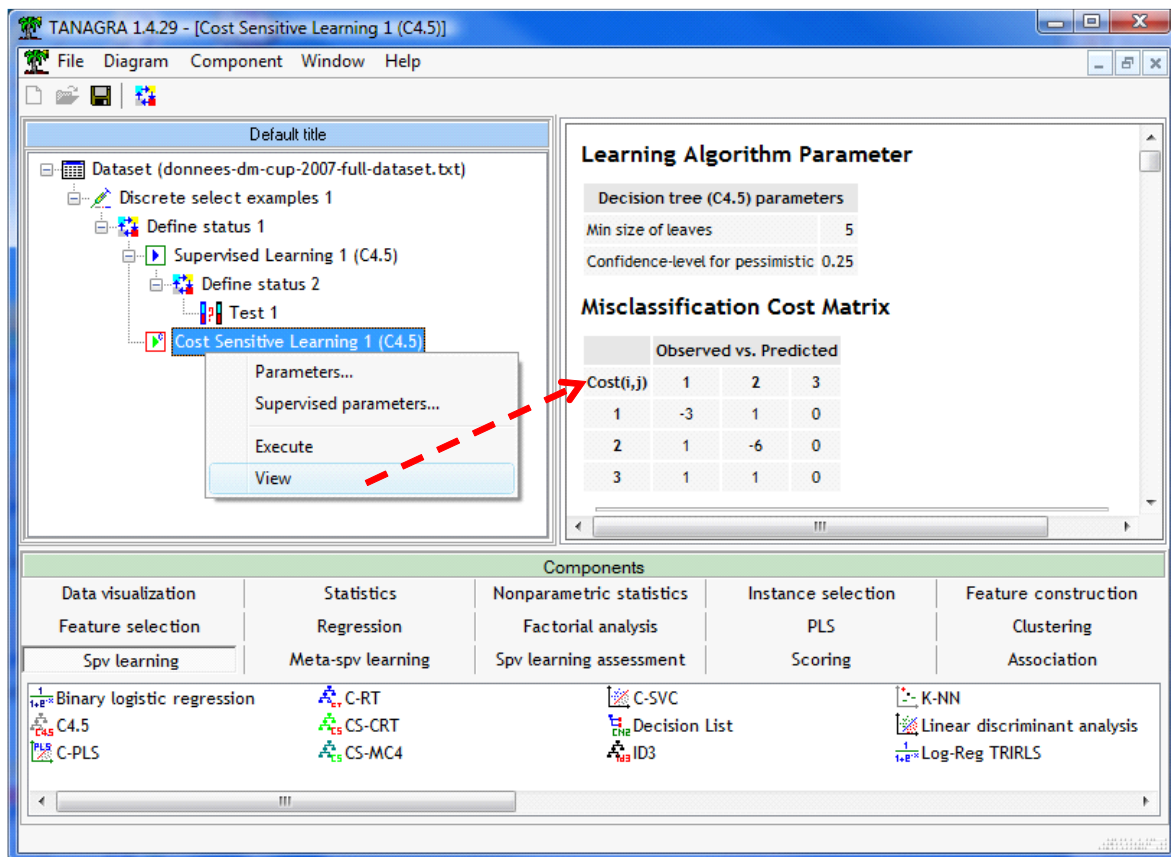 TANAGRA 1.4.29 - [Cost Sensitive Learning 1 (C4.5)]
File Diagram Component Window Help
Default title
Dataset (donnees-dm-cup-2007-full-dataset.txt)
Discrete select examples 1
Define status 1
Supervised Learning 1 (C4.5)
Define status 2
Test 1
Cost Sensitive Learning 1 (C4.5)
Parameters...
Supervised parameters...
Execute
View
Learning Algorithm Parameter
Decision tree (C4.5) parameters
Min size of leaves 5
Confidence-level for pessimistic 0.25
Misclassification Cost Matrix
Observed vs. Predicted
Cost(i,j) 1 2 3
1 -3 1 0
2 1 -6 0
3 1 1 0
Components
Data visualization Statistics Nonparametric statistics Instance selection Feature construction
Feature selection Regression Factorial analysis PLS Clustering
Spv learning Meta-spv learning Spv learning assessment Scoring Association
Binary logistic regression C-RT C-SVC K-NN
C4.5 CS-CRT Decision List Linear discriminant analysis
C-PLS CS-MC4 ID3 Log-Reg TRIRLS